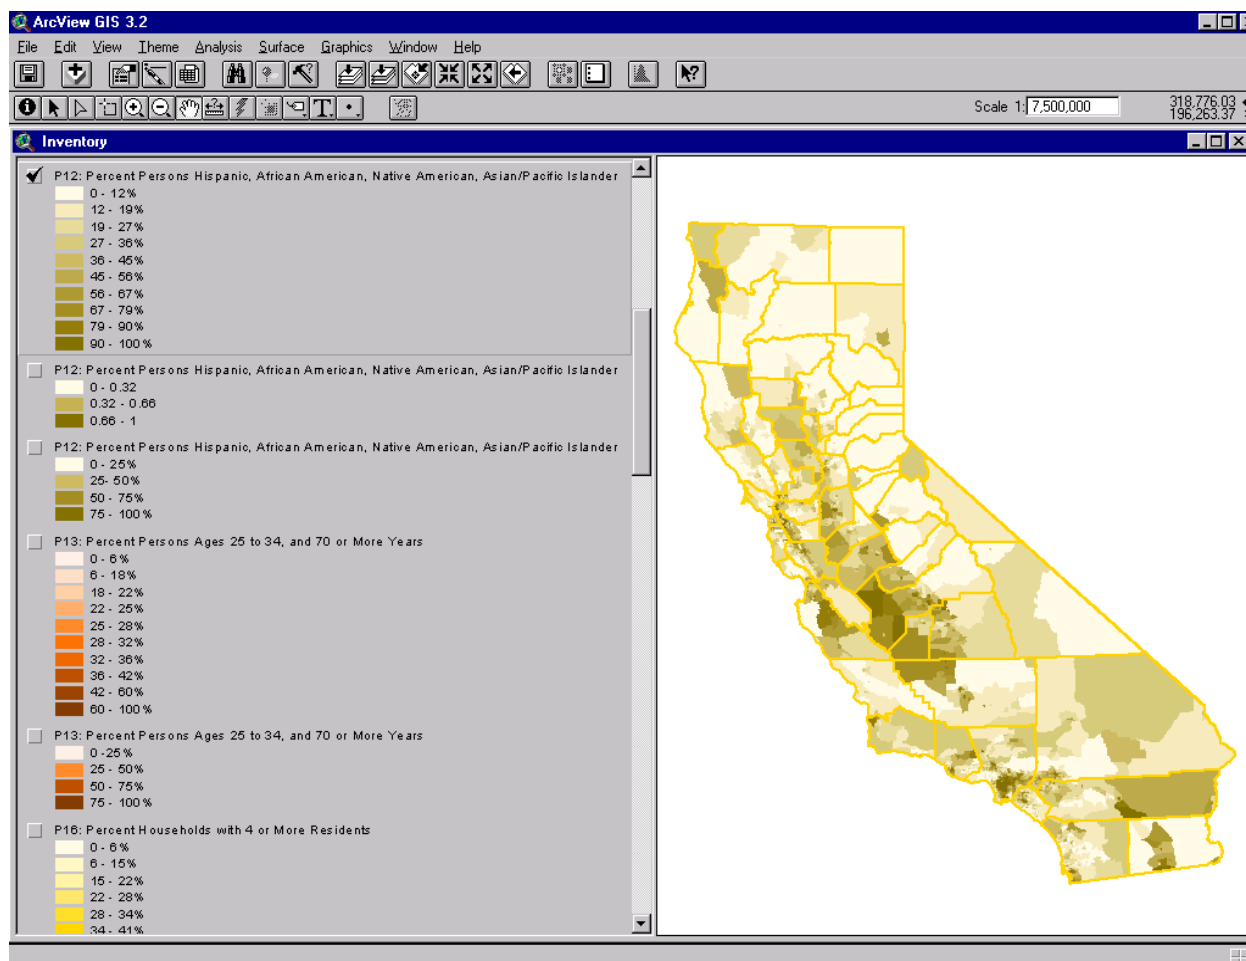 ArcView GIS 3.2
File Edit View Theme Analysis Surface Graphics Window Help
Scale 1: 7,500,000
318,776.03
196,263.37
Inventory
P12: Percent Persons Hispanic, African American, Native American, Asian/Pacific Islander
0 - 12%
12 - 19%
19 - 27%
27 - 36%
36 - 45%
45 - 56%
56 - 67%
67 - 79%
79 - 90%
90 - 100%
P12: Percent Persons Hispanic, African American, Native American, Asian/Pacific Islander
0 - 0.32
0.32 - 0.66
0.66 - 1
P12: Percent Persons Hispanic, African American, Native American, Asian/Pacific Islander
0 - 25%
25- 50%
50 - 75%
75 - 100%
P13: Percent Persons Ages 25 to 34, and 70 or More Years
0 - 6%
6 - 18%
18 - 22%
22 - 25%
25 - 28%
28 - 32%
32 - 36%
36 - 42%
42 - 60%
60 - 100%
P13: Percent Persons Ages 25 to 34, and 70 or More Years
0 -25%
25 - 50%
50 - 75%
75 - 100%
P16: Percent Households with 4 or More Residents
0 - 6%
6 - 15%
15 - 22%
22 - 28%
28 - 34%
34 - 41%